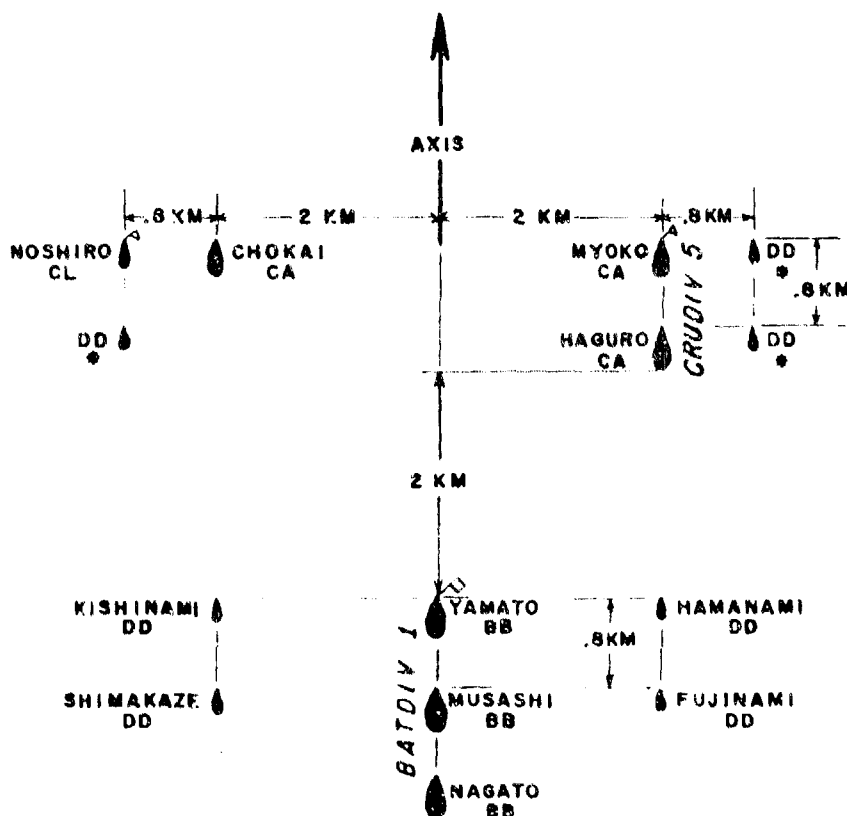 AXIS
.8 KM
2 KM
2 KM
.8KM
NOSHIRO
CL
CHOKAI
CA
MYOKO
CA
CRUDIV 5
DD
*
.8KM
DD
*
HAGURO
CA
DD
*
2 KM
KISHINAMI
DD
BATDIV 1
YAMATO
BB
.8KM
HAMANAMI
DD
SHIMAKAZE
DD
MUSASHI
BB
FUJINAMI
DD
NAGATO
BB